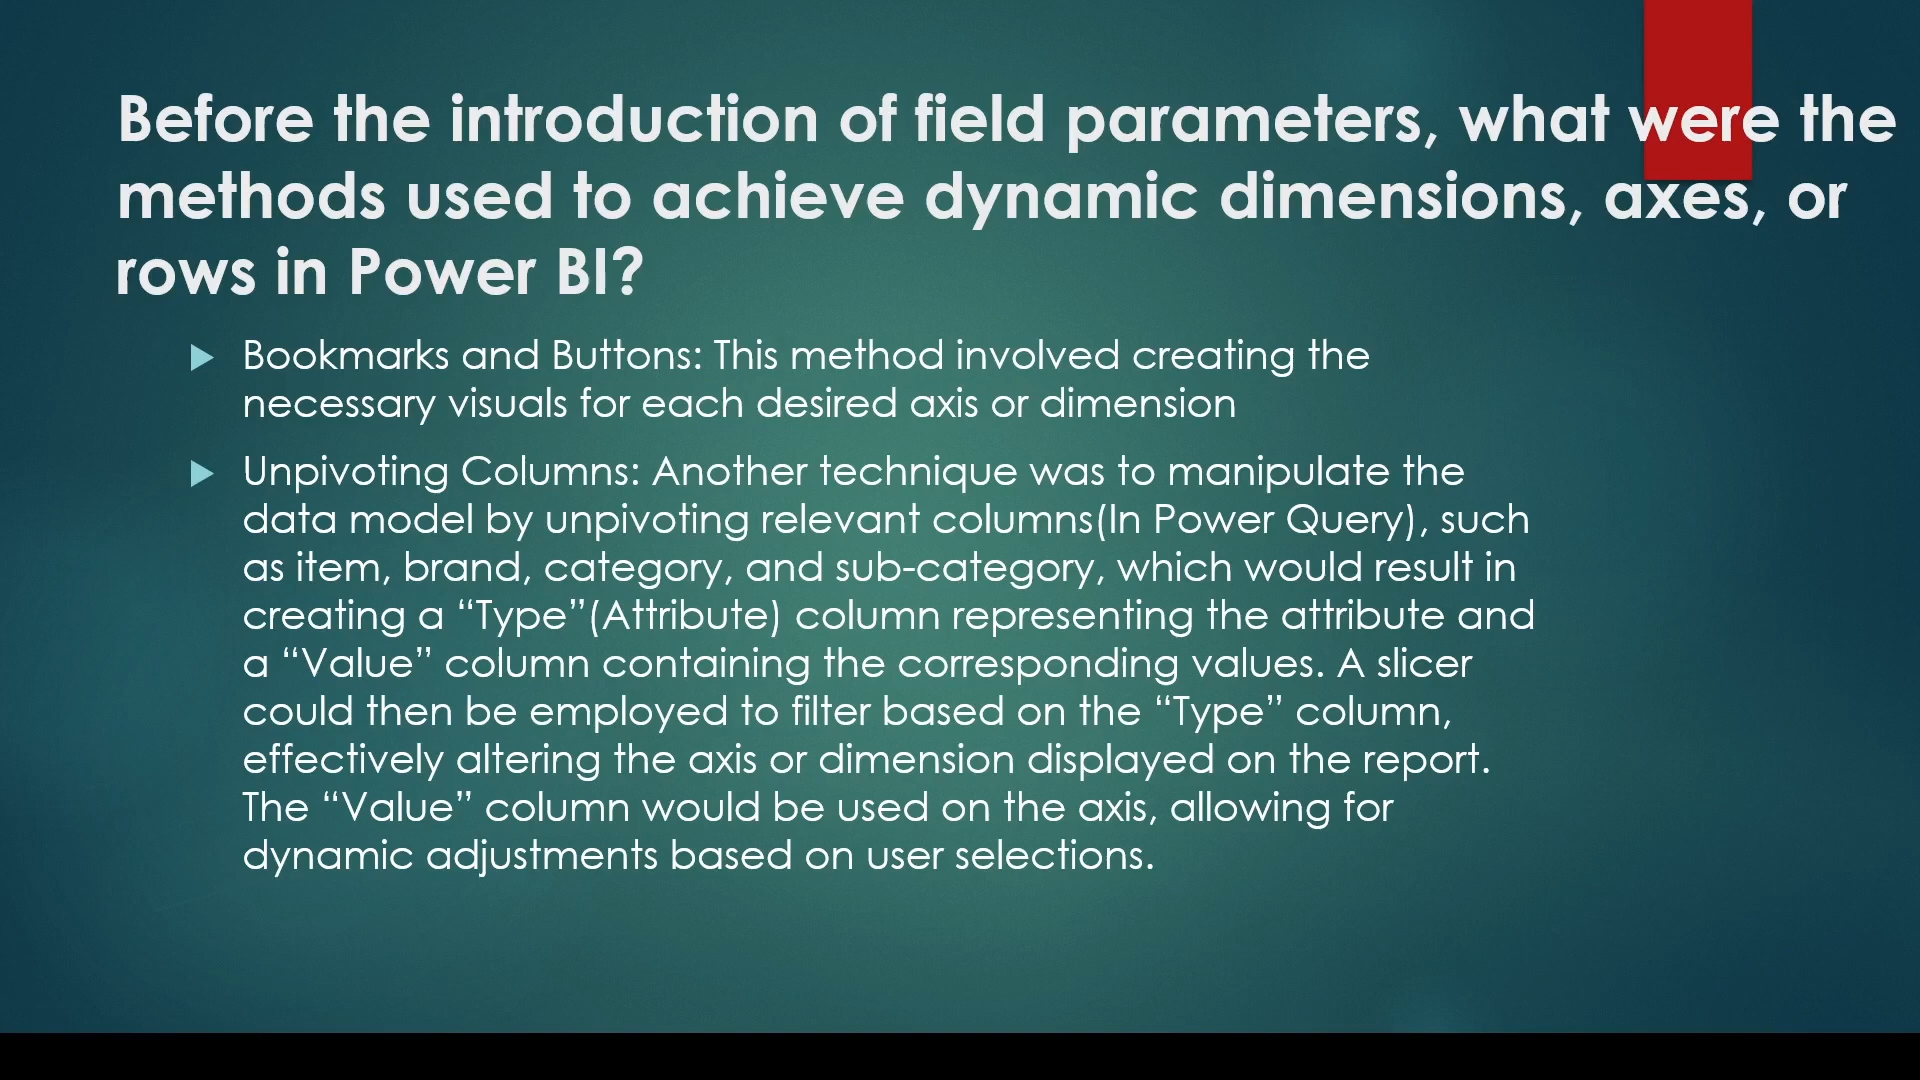 Before the introduction of field parameters, what were the
methods used to achieve dynamic dimensions, axes, or
rows in Power BI?
Bookmarks and Buttons: This method involved creating the
necessary visuals for each desired axis or dimension
Unpivoting Columns: Another technique was to manipulate the
data model by unpivoting relevant columns(In Power Query), such
as item, brand, category, and sub-category, which would result in
creating a “Type”(Attribute) column representing the attribute and
a “Value” column containing the corresponding values. A slicer
could then be employed to filter based on the “Type” column,
effectively altering the axis or dimension displayed on the report.
The “Value” column would be used on the axis, allowing for
dynamic adjustments based on user selections.